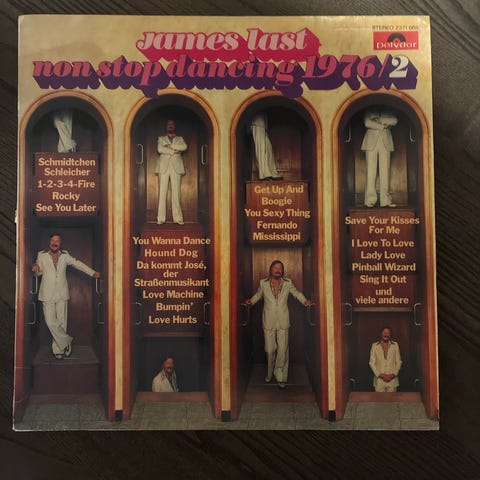 STEREO 2371 666
Polydor
James last
non stop dancing 1976/2
Schmidtchen
Schleicher
1-2-3-4-Fire
Rocky
See You Later
You Wanna Dance
Hound Dog
Da kommt José,
der
Straßenmusikant
Love Machine
Bumpin'
Love Hurts
Get Up And
Boogie
You Sexy Thing
Fernando
Mississippi
Save Your Kisses
For Me
I Love To Love
Lady Love
Pinball Wizard
Sing It Out
und
viele andere